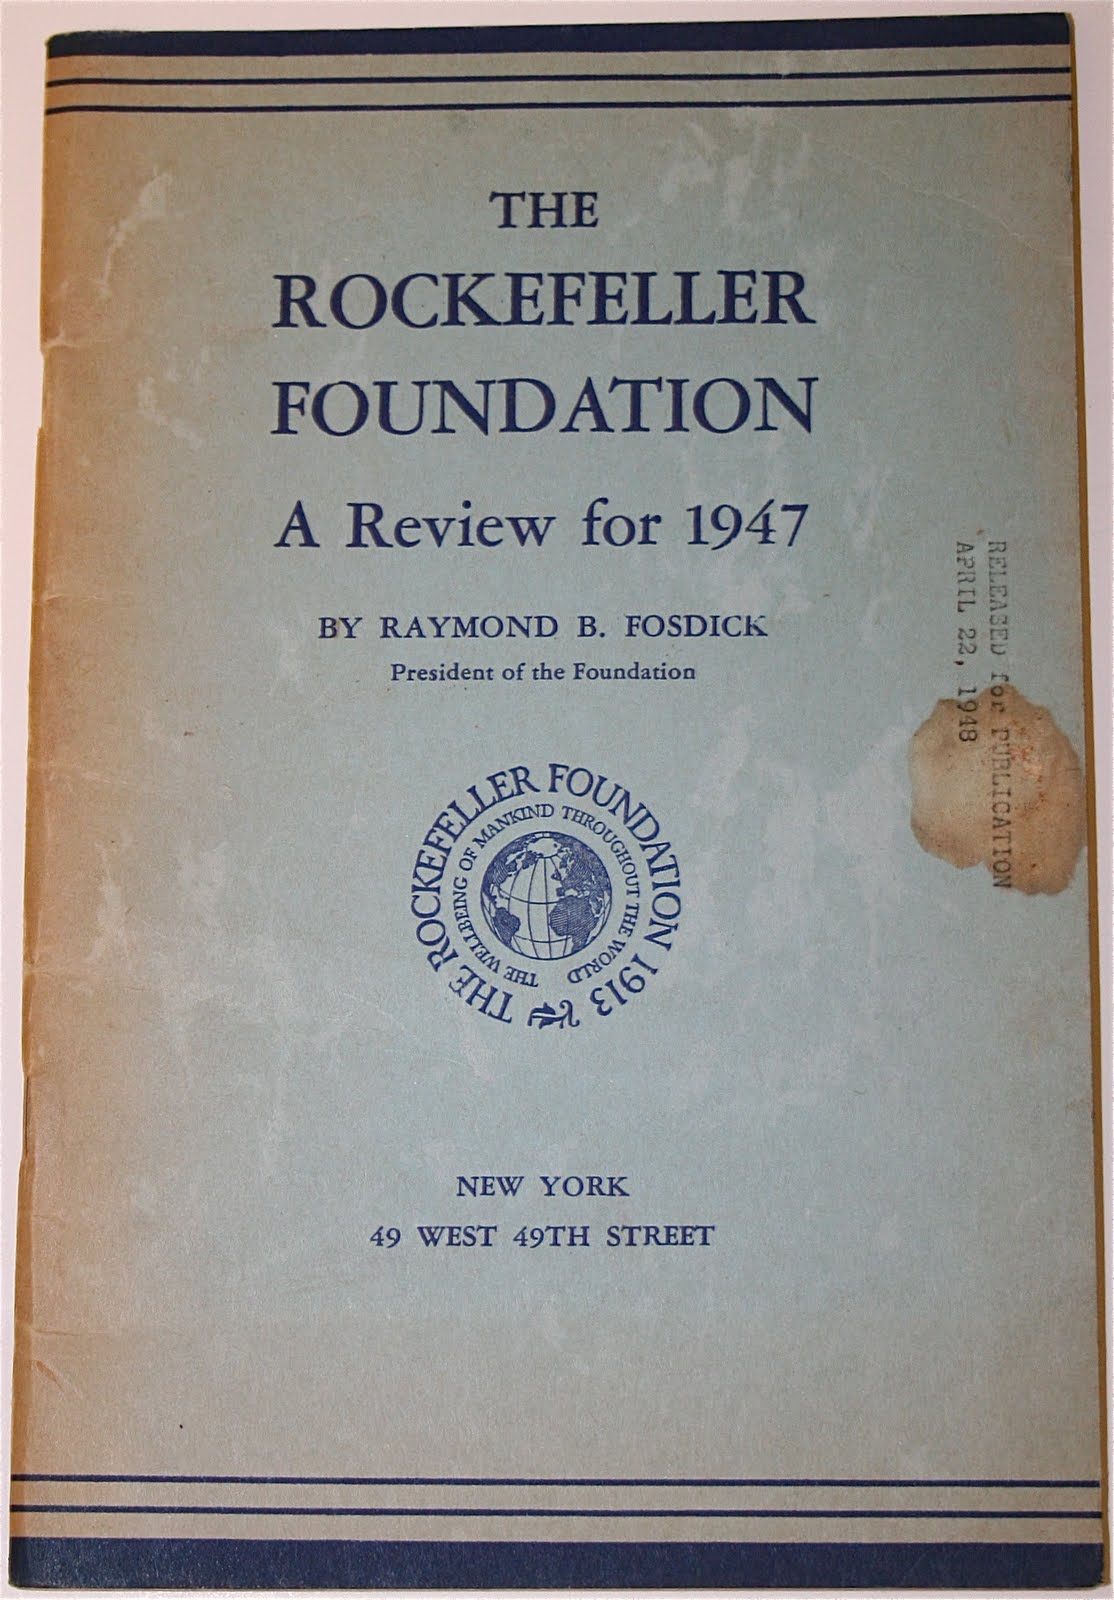 THE
ROCKEFELLER
FOUNDATION
A Review for 1947
BY RAYMOND B. FOSDICK
President of the Foundation
RELEASED for PUBLICATION
APRIL 22, 1948
THE ROCKEFELLER FOUNDATION 1913
THE WELLBEING OF MANKIND THROUGHOUT THE WORLD
NEW YORK
49 WEST 49TH STREET